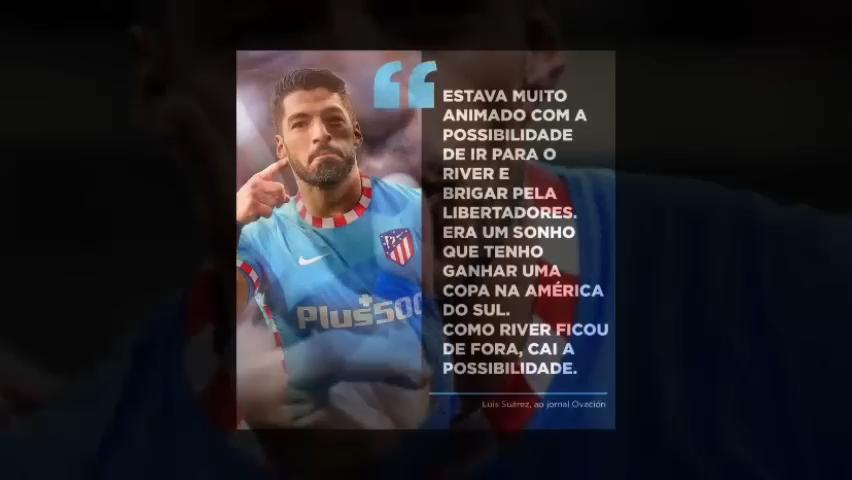 ESTAVA MUITO
ANIMADO COM A
POSSIBILIDADE
DE IR PARA O
RIVER E
BRIGAR PELA
LIBERTADORES.
ERA UM SONHO
QUE TENHO
GANHAR UMA
COPA NA AMÉRICA
DO SUL.
COMO RIVER FICOU
DE FORA, CAI A
POSSIBILIDADE.
Luis Suárez, ao jornal Ovación
Plus500